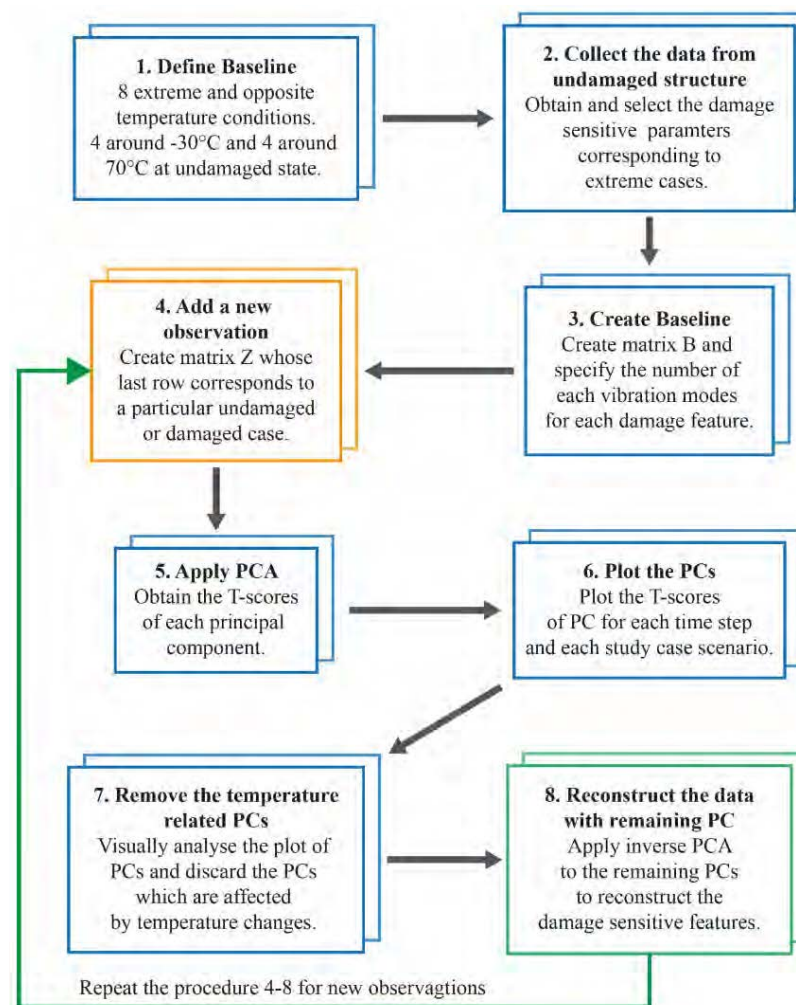 1. Define Baseline
8 extreme and opposite
temperature conditions.
4 around -30°C and 4 around
70°C at undamaged state.
2. Collect the data from
undamaged structure
Obtain and select the damage
sensitive paramters
corresponding to
extreme cases.
3. Create Baseline
Create matrix B and
specify the number of
each vibration modes
for each damage feature.
4. Add a new
observation
Create matrix Z whose
last row corresponds to
a particular undamaged
or damaged case.
5. Apply PCA
Obtain the T-scores
of each principal
component.
6. Plot the PCs
Plot the T-scores
of PC for each time step
and each study case scenario.
7. Remove the temperature
related PCs
Visually analyse the plot of
PCs and discard the PCs
which are affected
by temperature changes.
8. Reconstruct the data
with remaining PC
Apply inverse PCA
to the remaining PCs
to reconstruct the
damage sensitive features.
Repeat the procedure 4-8 for new observagtions